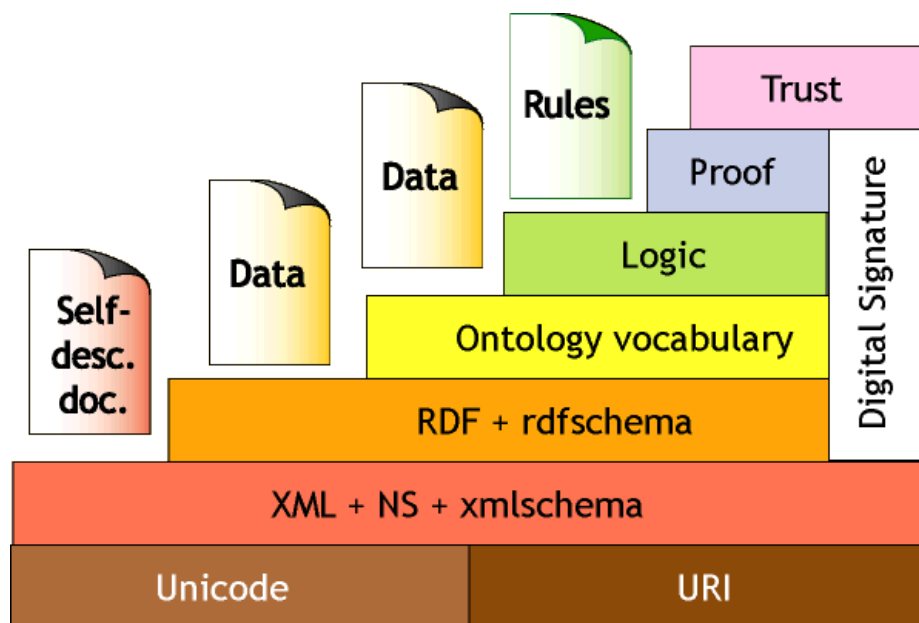 Trust
Rules
Proof
Data
Logic
Data
Digital Signature
Self-
desc.
doc.
Ontology vocabulary
RDF + rdfschema
XML + NS + xmlschema
Unicode
URI